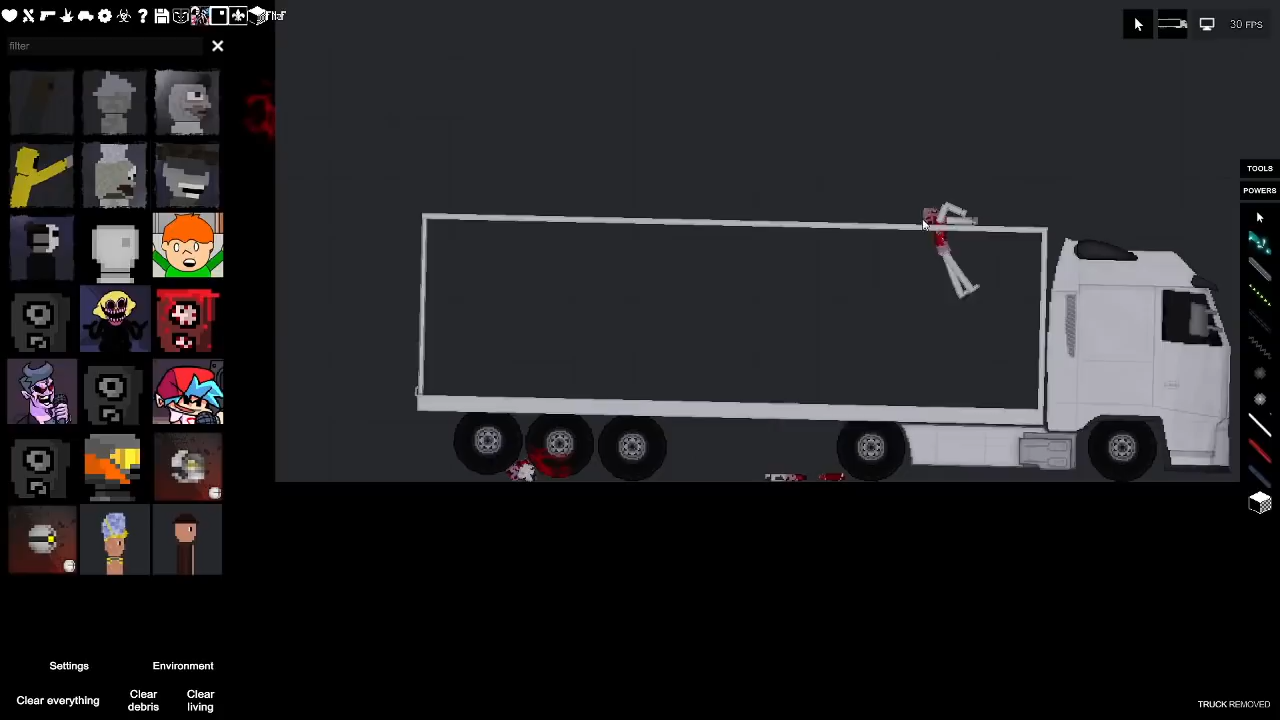 30 FPS
filter
TOOLS
POWERS
Settings
Environment
Clear everything
Clear debris
Clear living
TRUCK REMOVED